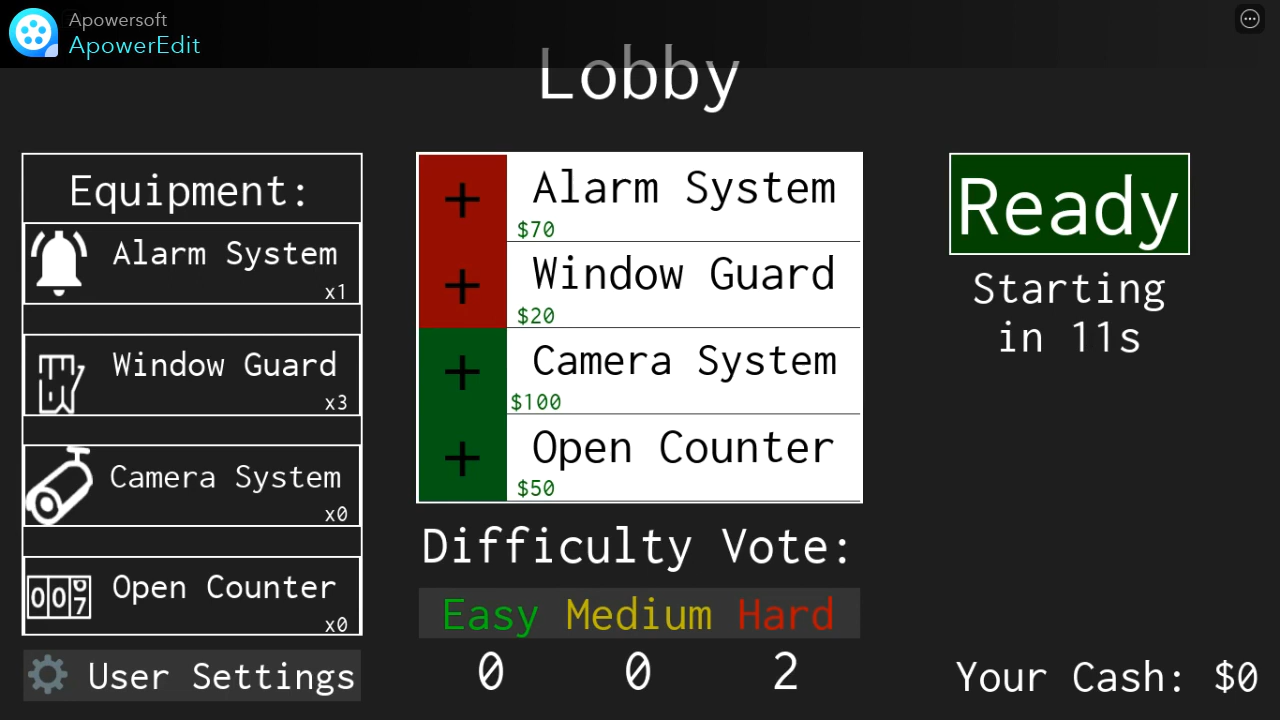 Apowersoft
ApowerEdit
Lobby
Equipment:
Alarm System
x1
Window Guard
x3
Camera System
x0
Open Counter
x0
User Settings
+ Alarm System
$70
+ Window Guard
$20
+ Camera System
$100
+ Open Counter
$50
Difficulty Vote:
Easy Medium Hard
0 0 2
Ready
Starting
in 11s
Your Cash: $0